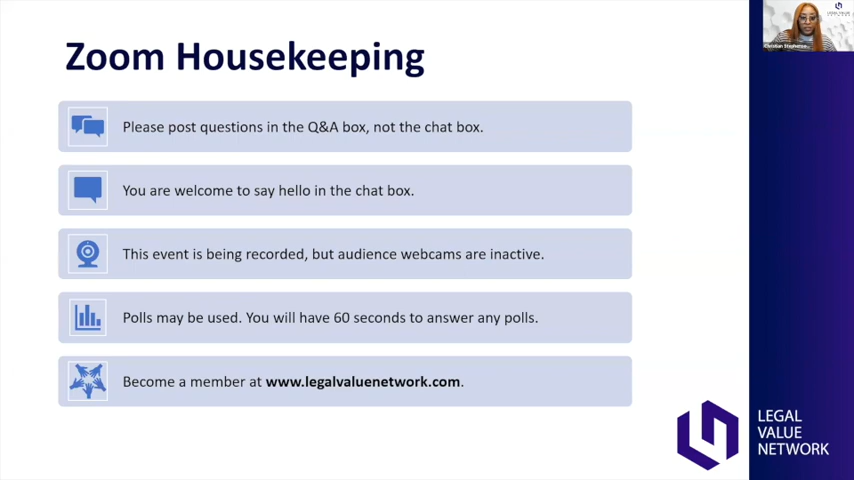 Zoom Housekeeping
Please post questions in the Q&A box, not the chat box.
You are welcome to say hello in the chat box.
This event is being recorded, but audience webcams are inactive.
Polls may be used. You will have 60 seconds to answer any polls.
Become a member at www.legalvaluenetwork.com.
LEGAL
VALUE
NETWORK
Christian